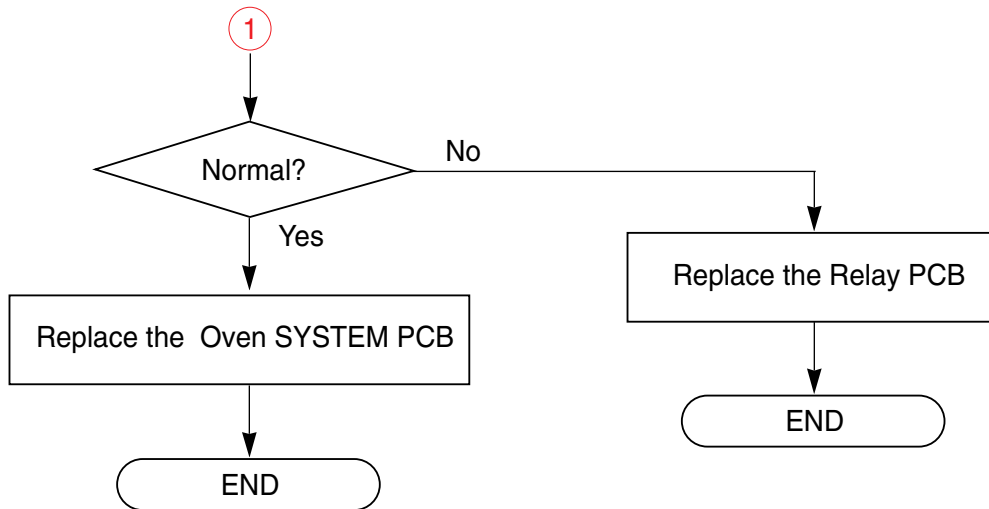 1
Normal?
No
Yes
Replace the Relay PCB
Replace the Oven SYSTEM PCB
END
END